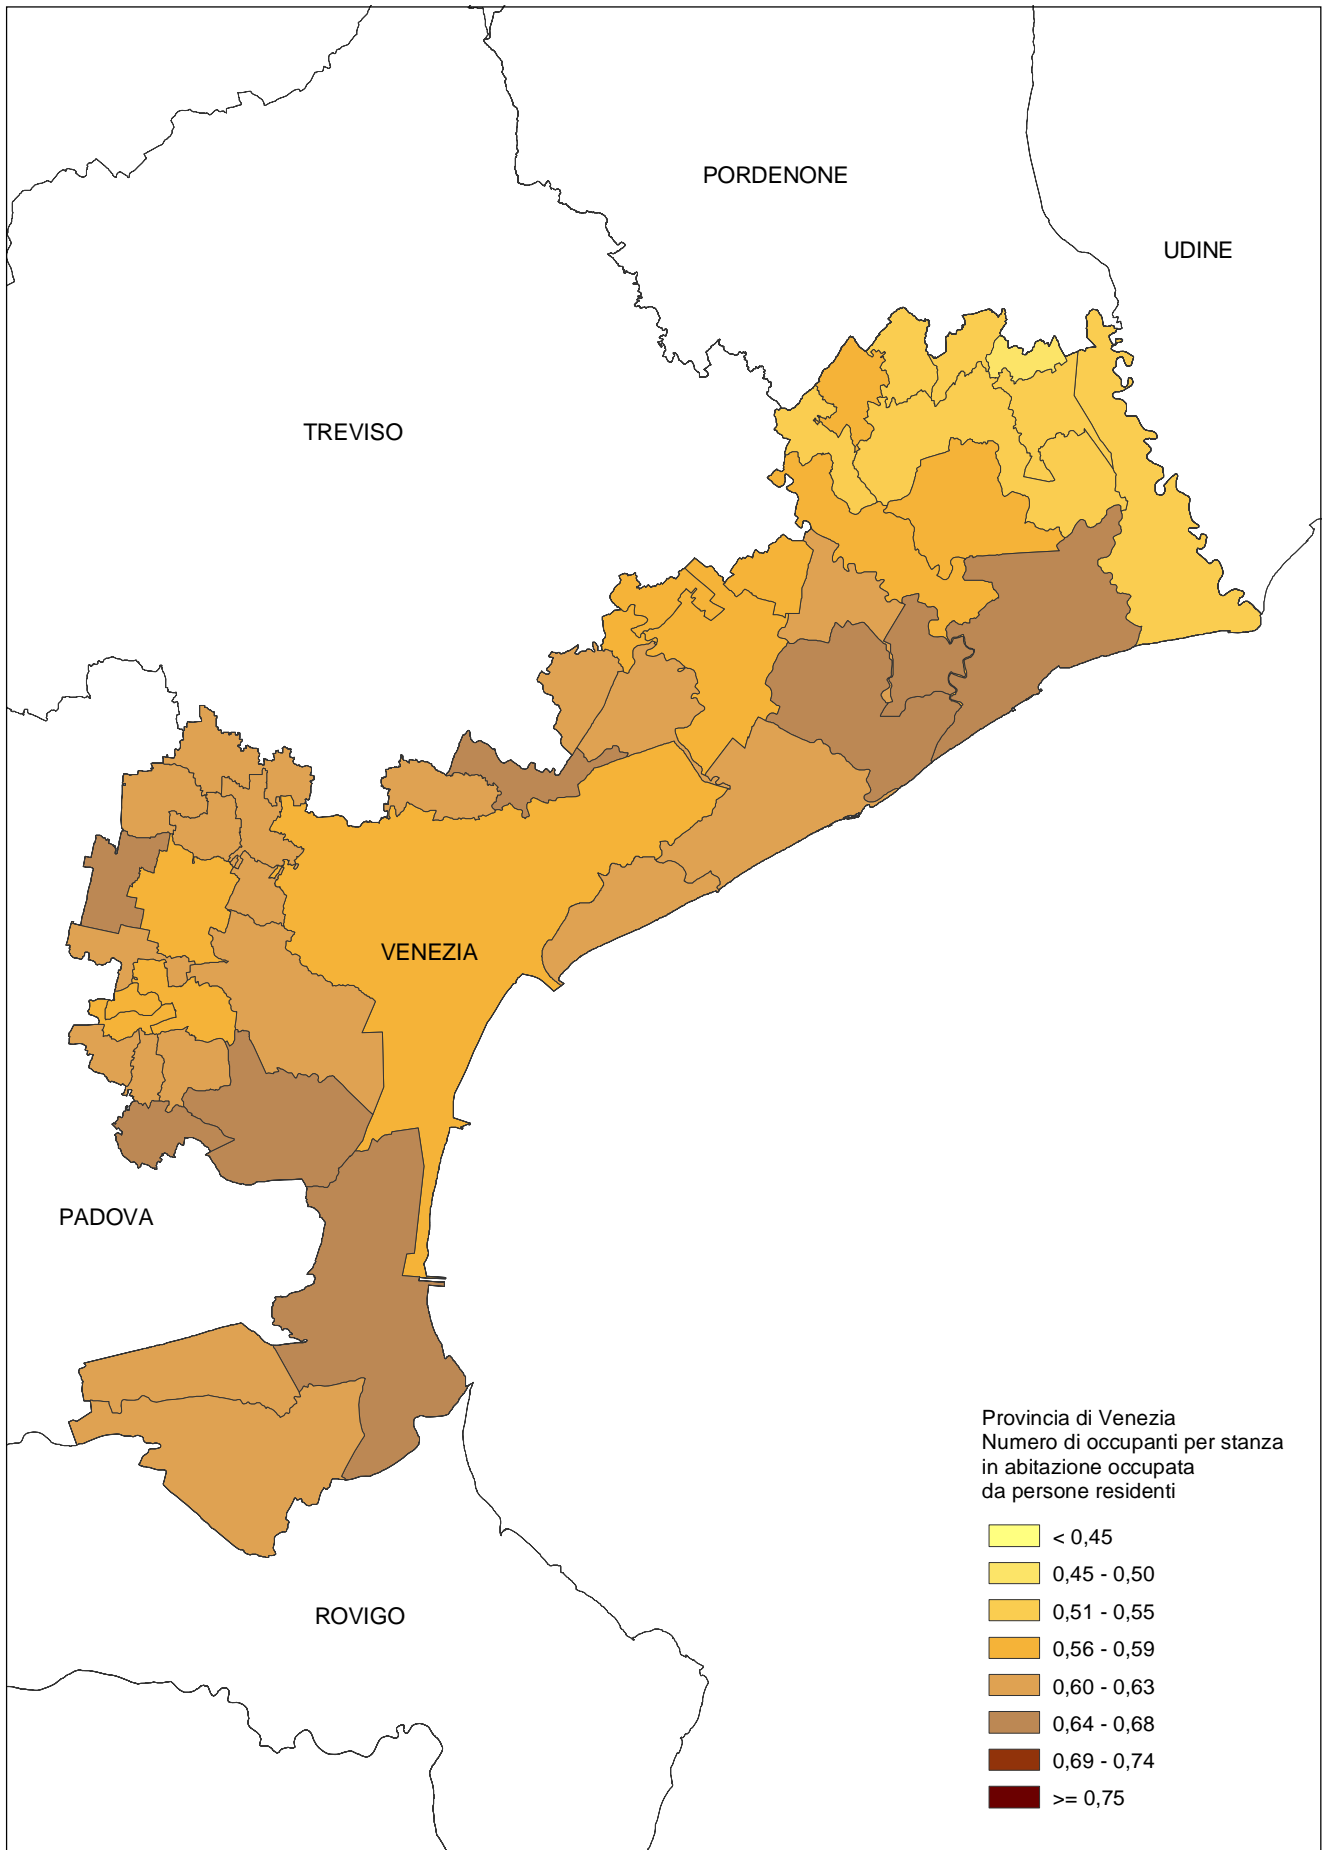 PORDENONE
UDINE
TREVISO
VENEZIA
PADOVA
ROVIGO
Provincia di Venezia
Numero di occupanti per stanza
in abitazione occupata
da persone residenti
< 0,45
0,45 - 0,50
0,51 - 0,55
0,56 - 0,59
0,60 - 0,63
0,64 - 0,68
0,69 - 0,74
>= 0,75